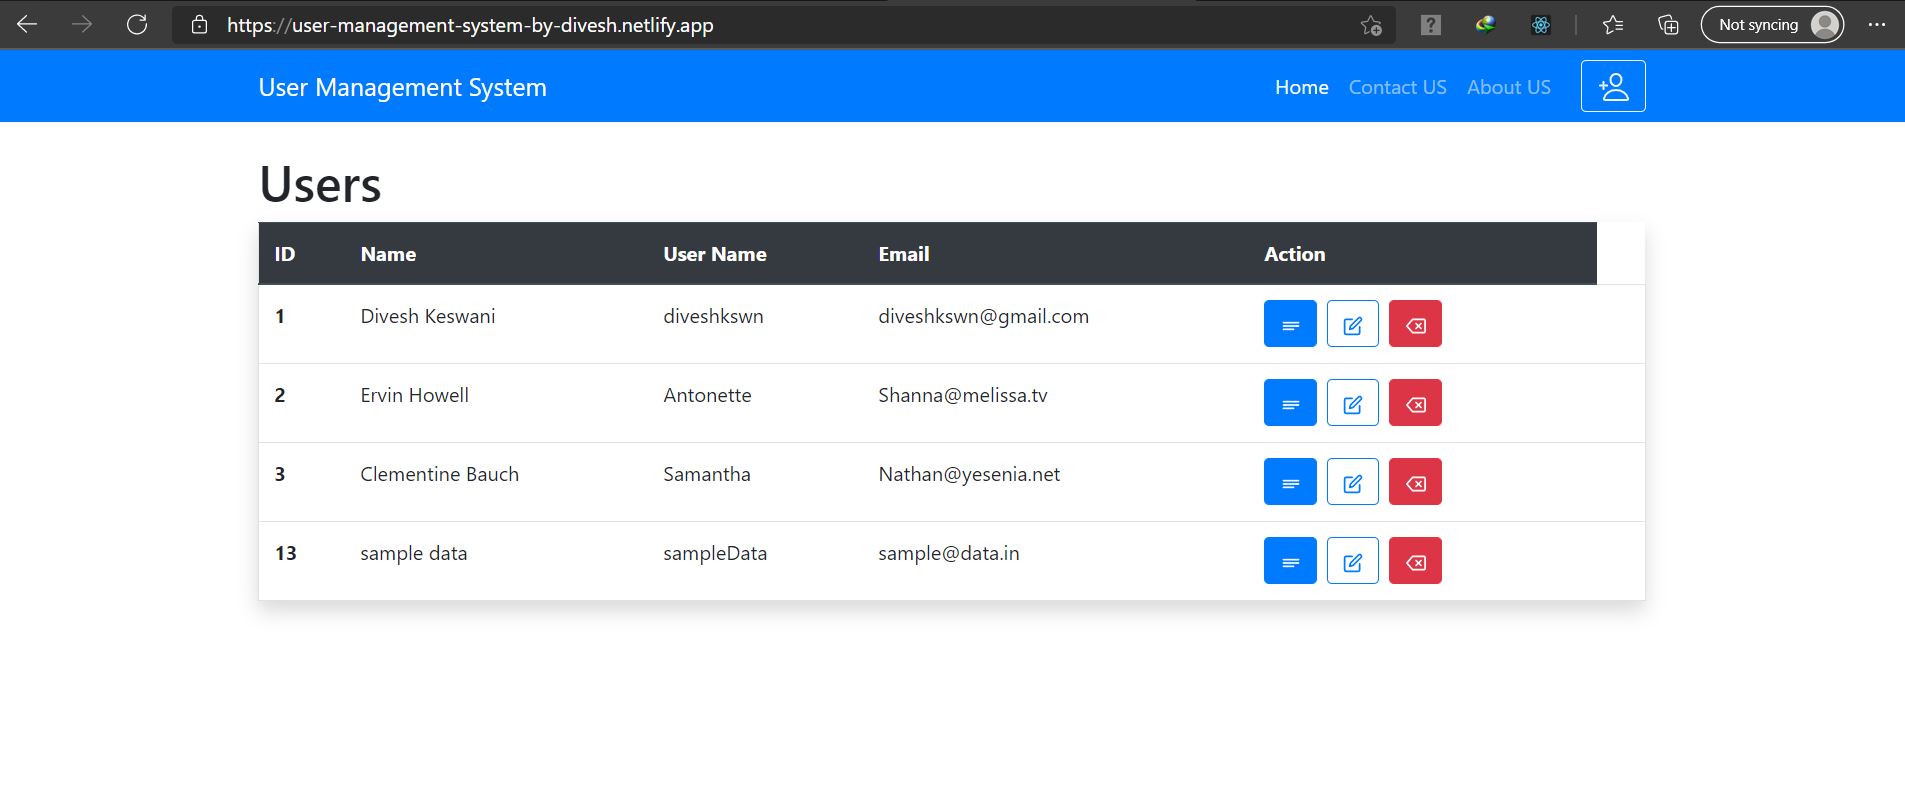 https://user-management-system-by-divesh.netlify.app
? Not syncing
User Management System Home Contact US About US
Users
ID Name User Name Email Action
1 Divesh Keswani diveshkswn diveshkswn@gmail.com
2 Ervin Howell Antonette Shanna@melissa.tv
3 Clementine Bauch Samantha Nathan@yesenia.net
13 sample data sampleData sample@data.in